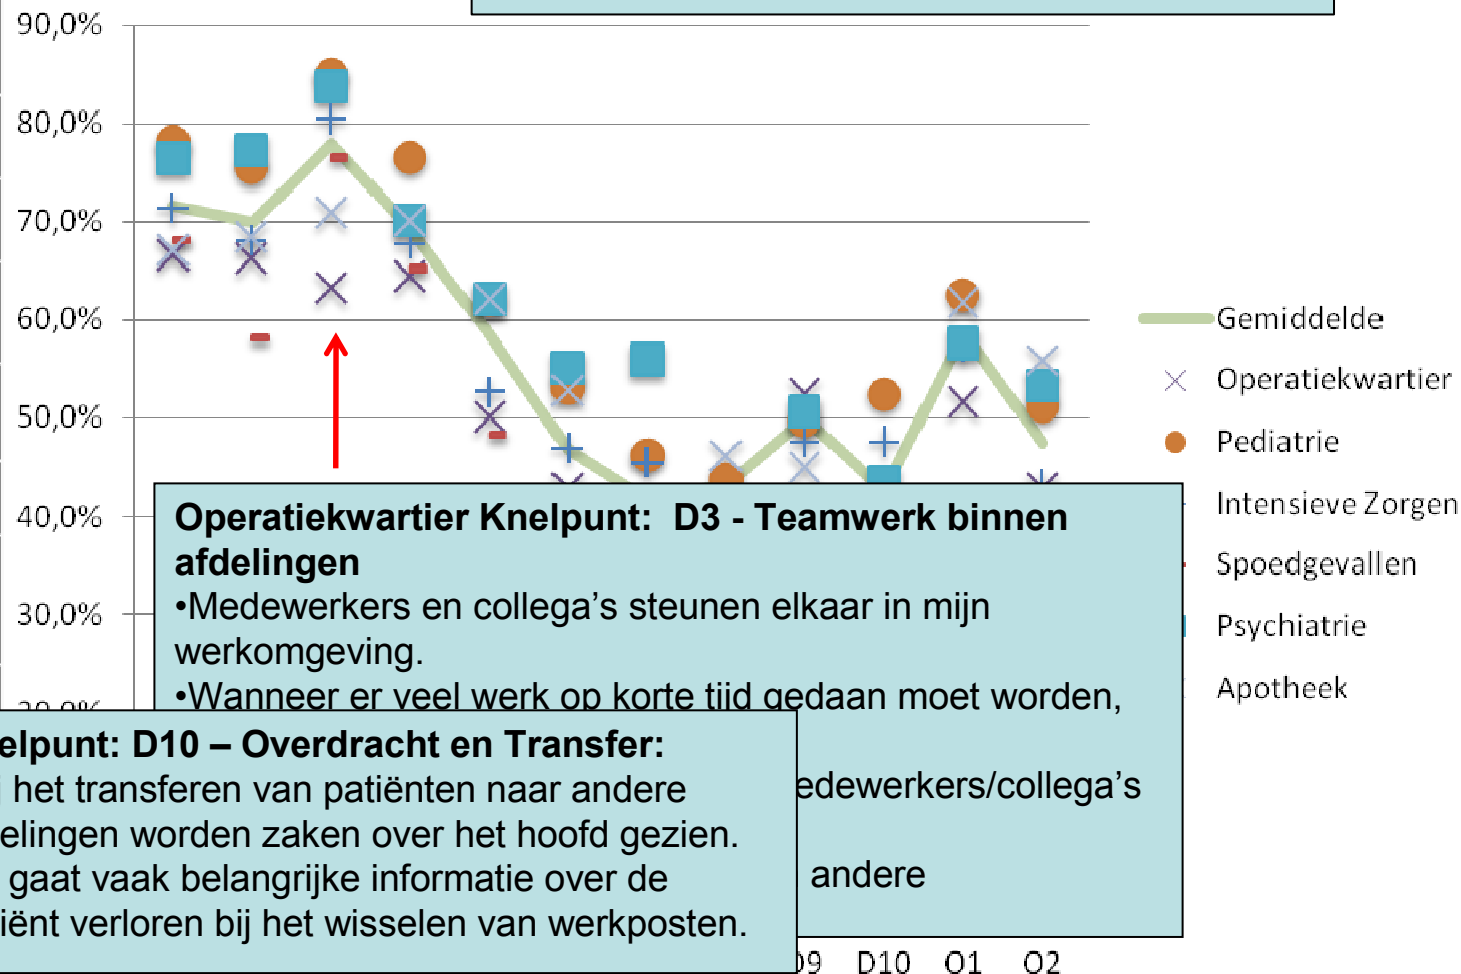 90,0%
80,0%
70,0%
60,0%
50,0%
40,0%
30,0%
Gemiddelde
Operatiekwartier
Pediatrie
Intensieve Zorgen
Spoedgevallen
Psychiatrie
Apotheek
Operatiekwartier Knelpunt: D3 - Teamwerk binnen
afdelingen
•Medewerkers en collega’s steunen elkaar in mijn
werkomgeving.
•Wanneer er veel werk op korte tijd gedaan moet worden,
edewerkers/collega’s
andere
elpunt: D10 – Overdracht en Transfer:
het transferen van patiënten naar andere
elingen worden zaken over het hoofd gezien.
gaat vaak belangrijke informatie over de
iënt verloren bij het wisselen van werkposten.
D10 O1 O2